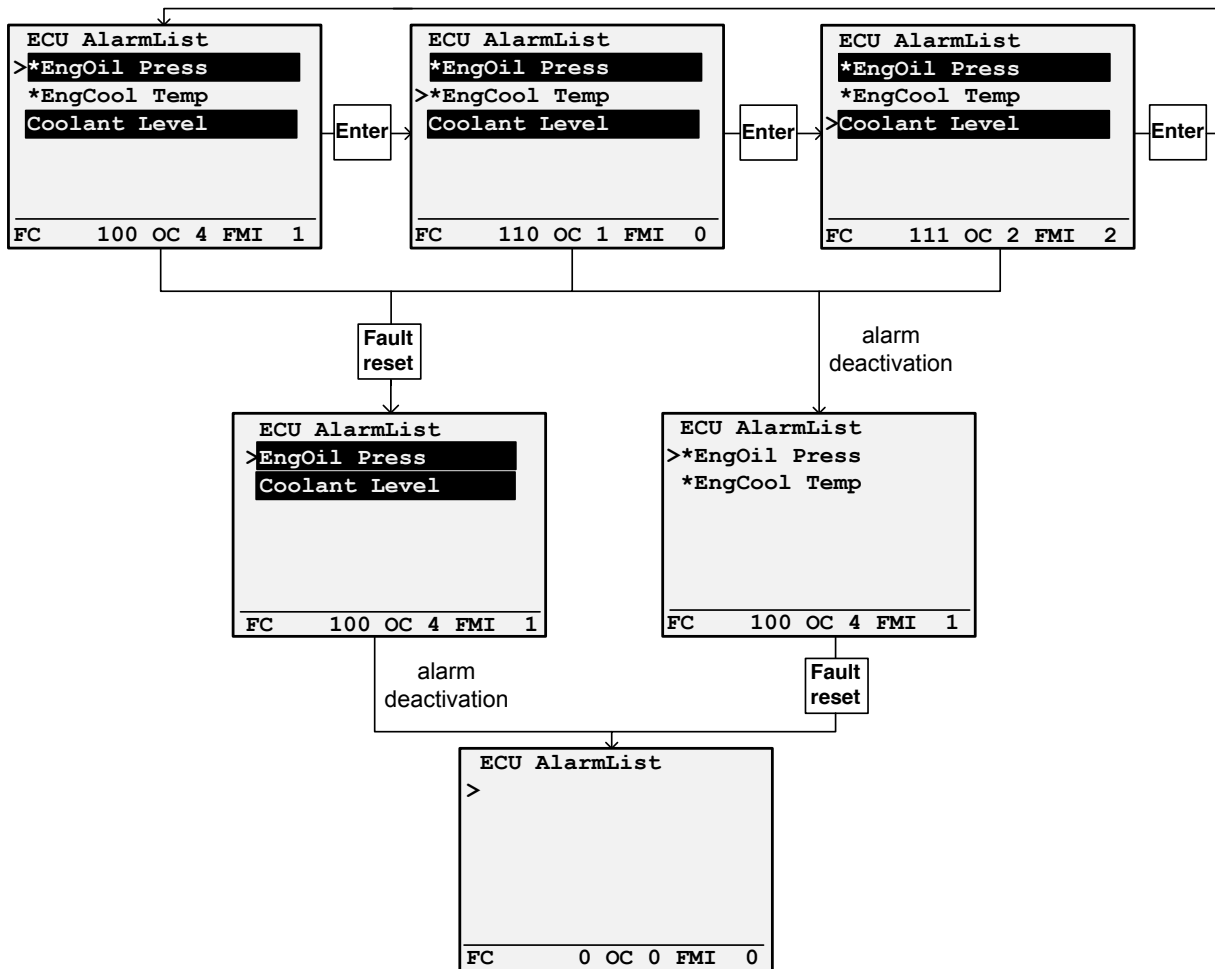 ECU AlarmList
>*EngOil Press
*EngCool Temp
Coolant Level
FC 100 OC 4 FMI 1
Enter
ECU AlarmList
*EngOil Press
>*EngCool Temp
Coolant Level
FC 110 OC 1 FMI 0
Enter
ECU AlarmList
*EngOil Press
*EngCool Temp
>Coolant Level
FC 111 OC 2 FMI 2
Enter
Fault
reset
alarm
deactivation
ECU AlarmList
>EngOil Press
Coolant Level
FC 100 OC 4 FMI 1
ECU AlarmList
>*EngOil Press
*EngCool Temp
FC 100 OC 4 FMI 1
alarm
deactivation
Fault
reset
ECU AlarmList
>
FC 0 OC 0 FMI 0